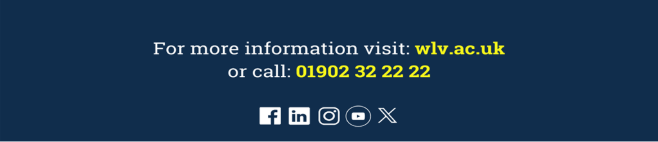 For more information visit: wlv.ac.uk
or call: 01902 32 22 22